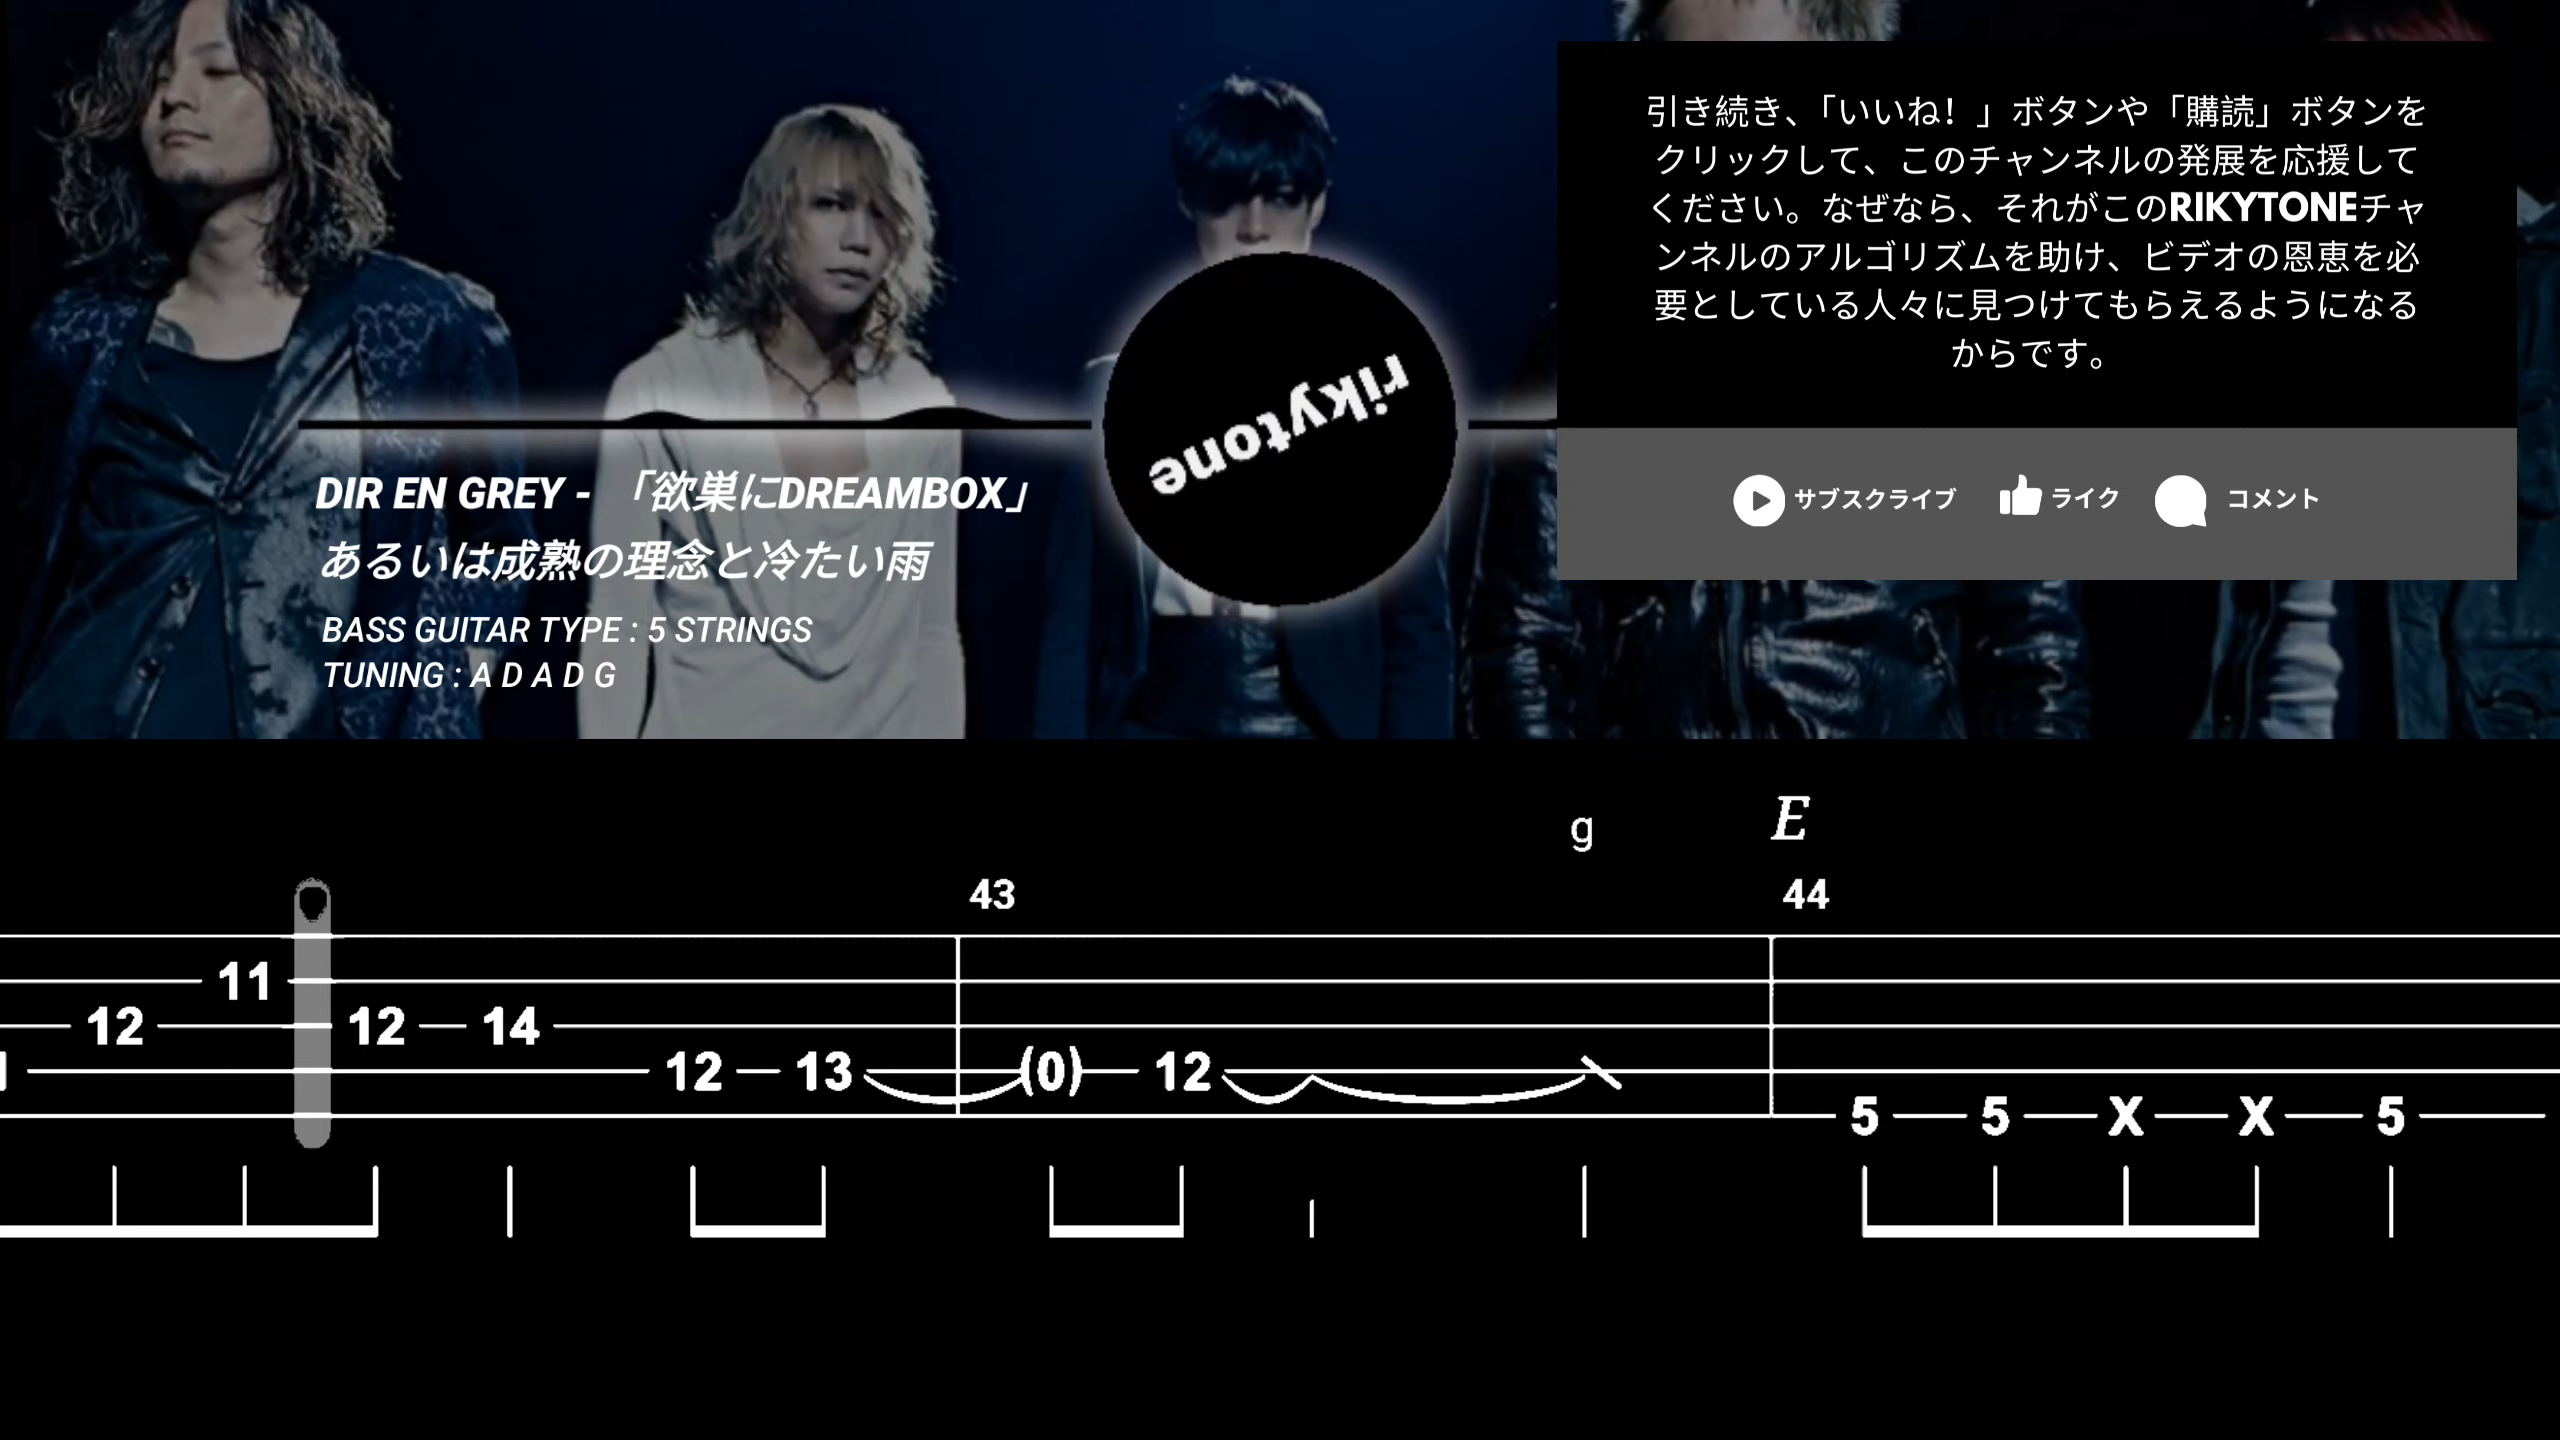 引き続き、「いいね！」ボタンや「購読」ボタンを
クリックして、このチャンネルの発展を応援して
ください。なぜなら、それがこのRIKYTONEチャ
ンネルのアルゴリズムを助け、ビデオの恩恵を必
要としている人々に見つけてもらえるようになる
からです。
サブスクライブ ライク コメント
rikytone
DIR EN GREY - 「欲巣にDREAMBOX」
あるいは成熟の理念と冷たい雨
BASS GUITAR TYPE : 5 STRINGS
TUNING : A D A D G
g E
43 44
11
12 12 14
12 13 (0) 12
5 5 X X 5